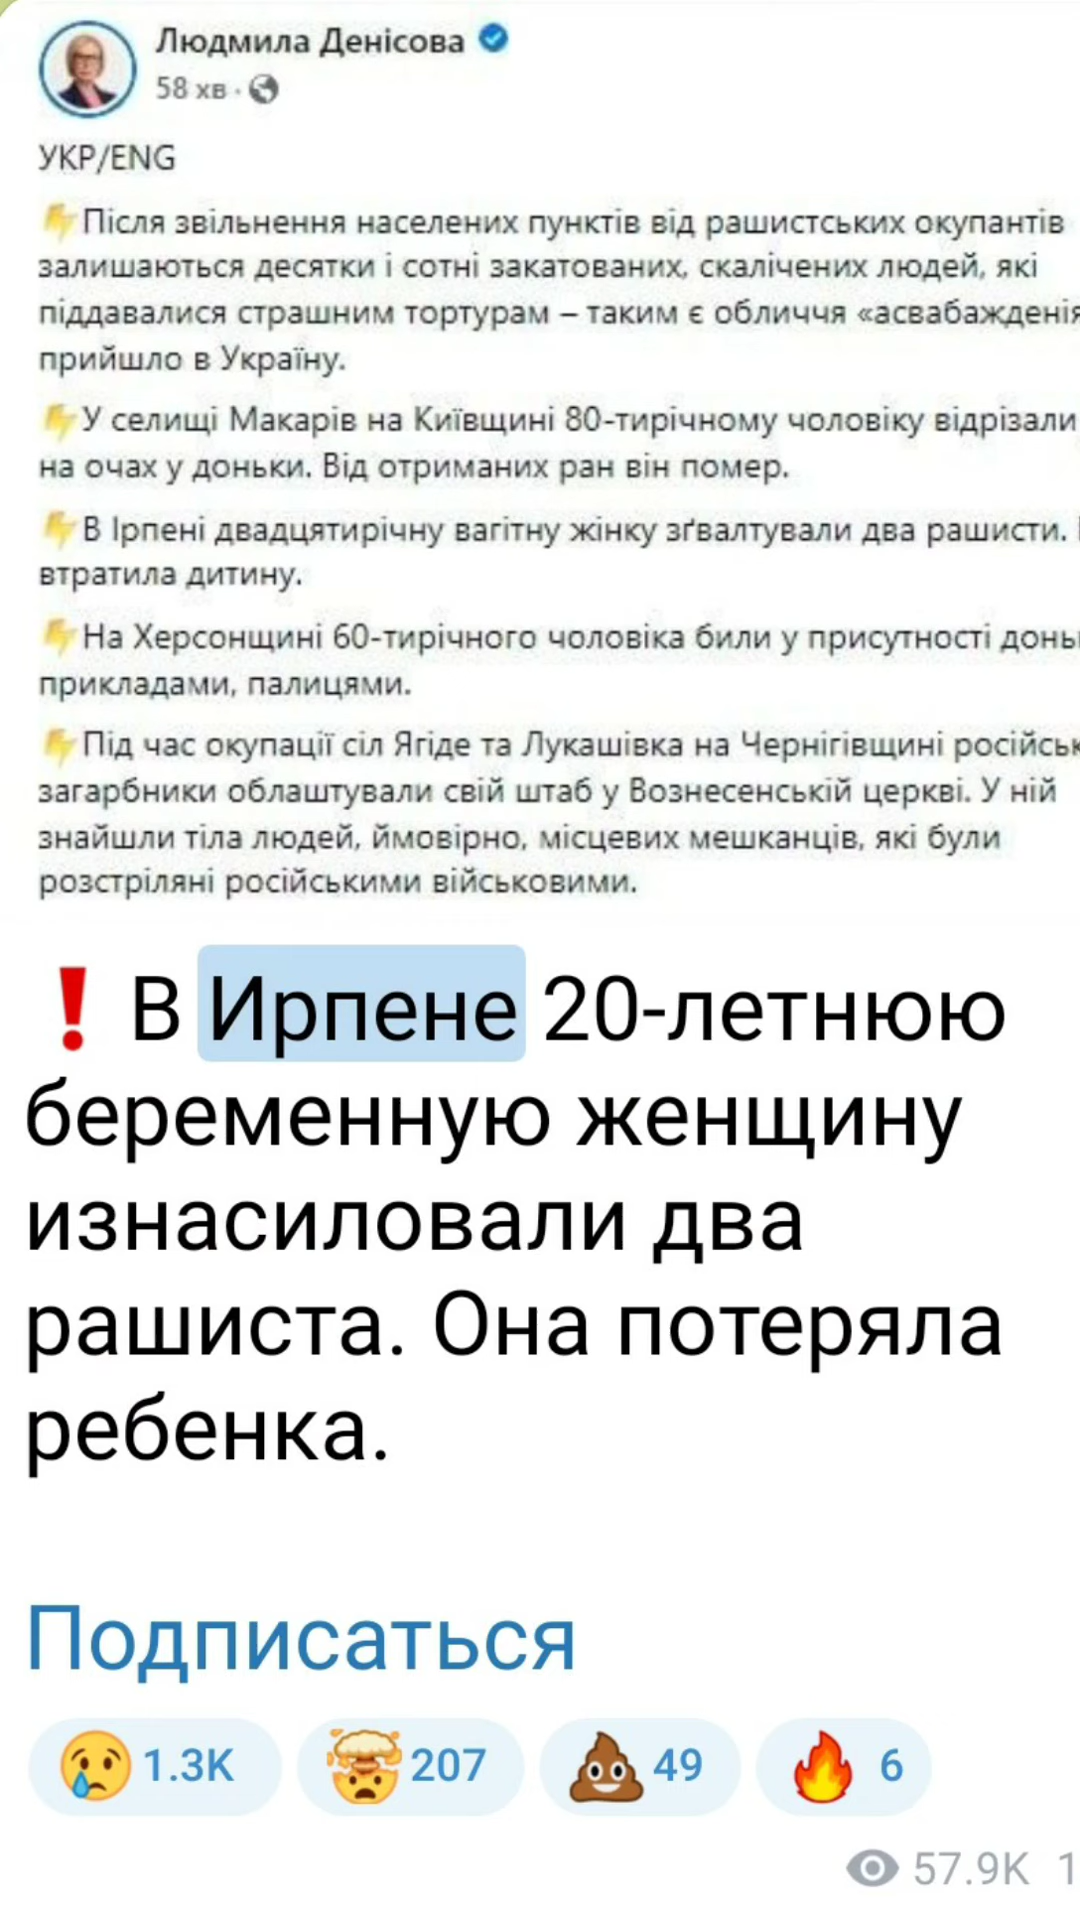 Людмила Денісова
58 хв ·
УКР/ENG
Після звільнення населених пунктів від рашистських окупантів
залишаються десятки і сотні закатованих, скалічених людей, які
піддавалися страшним тортурам – таким є обличчя «асвабажденія
прийшло в Україну.
У селищі Макарів на Київщині 80-тирічному чоловіку відрізали
на очах у доньки. Від отриманих ран він помер.
В Ірпені двадцятирічну вагітну жінку зґвалтували два рашисти.
втратила дитину.
На Херсонщині 60-тирічного чоловіка били у присутності
прикладами, палицями.
Під час окупації сіл Ягіде та Лукашівка на Чернігівщині
загарбники облаштували свій штаб у Вознесенській церкві. У ній
знайшли тіла людей, ймовірно, місцевих мешканців, які були
розстріляні російськими військовими.
❗ В Ирпене 20-летнюю
беременную женщину
изнасиловали два
рашиста. Она потеряла
ребенка.
Подписаться
1.3K 207 49 6
57.9K 1